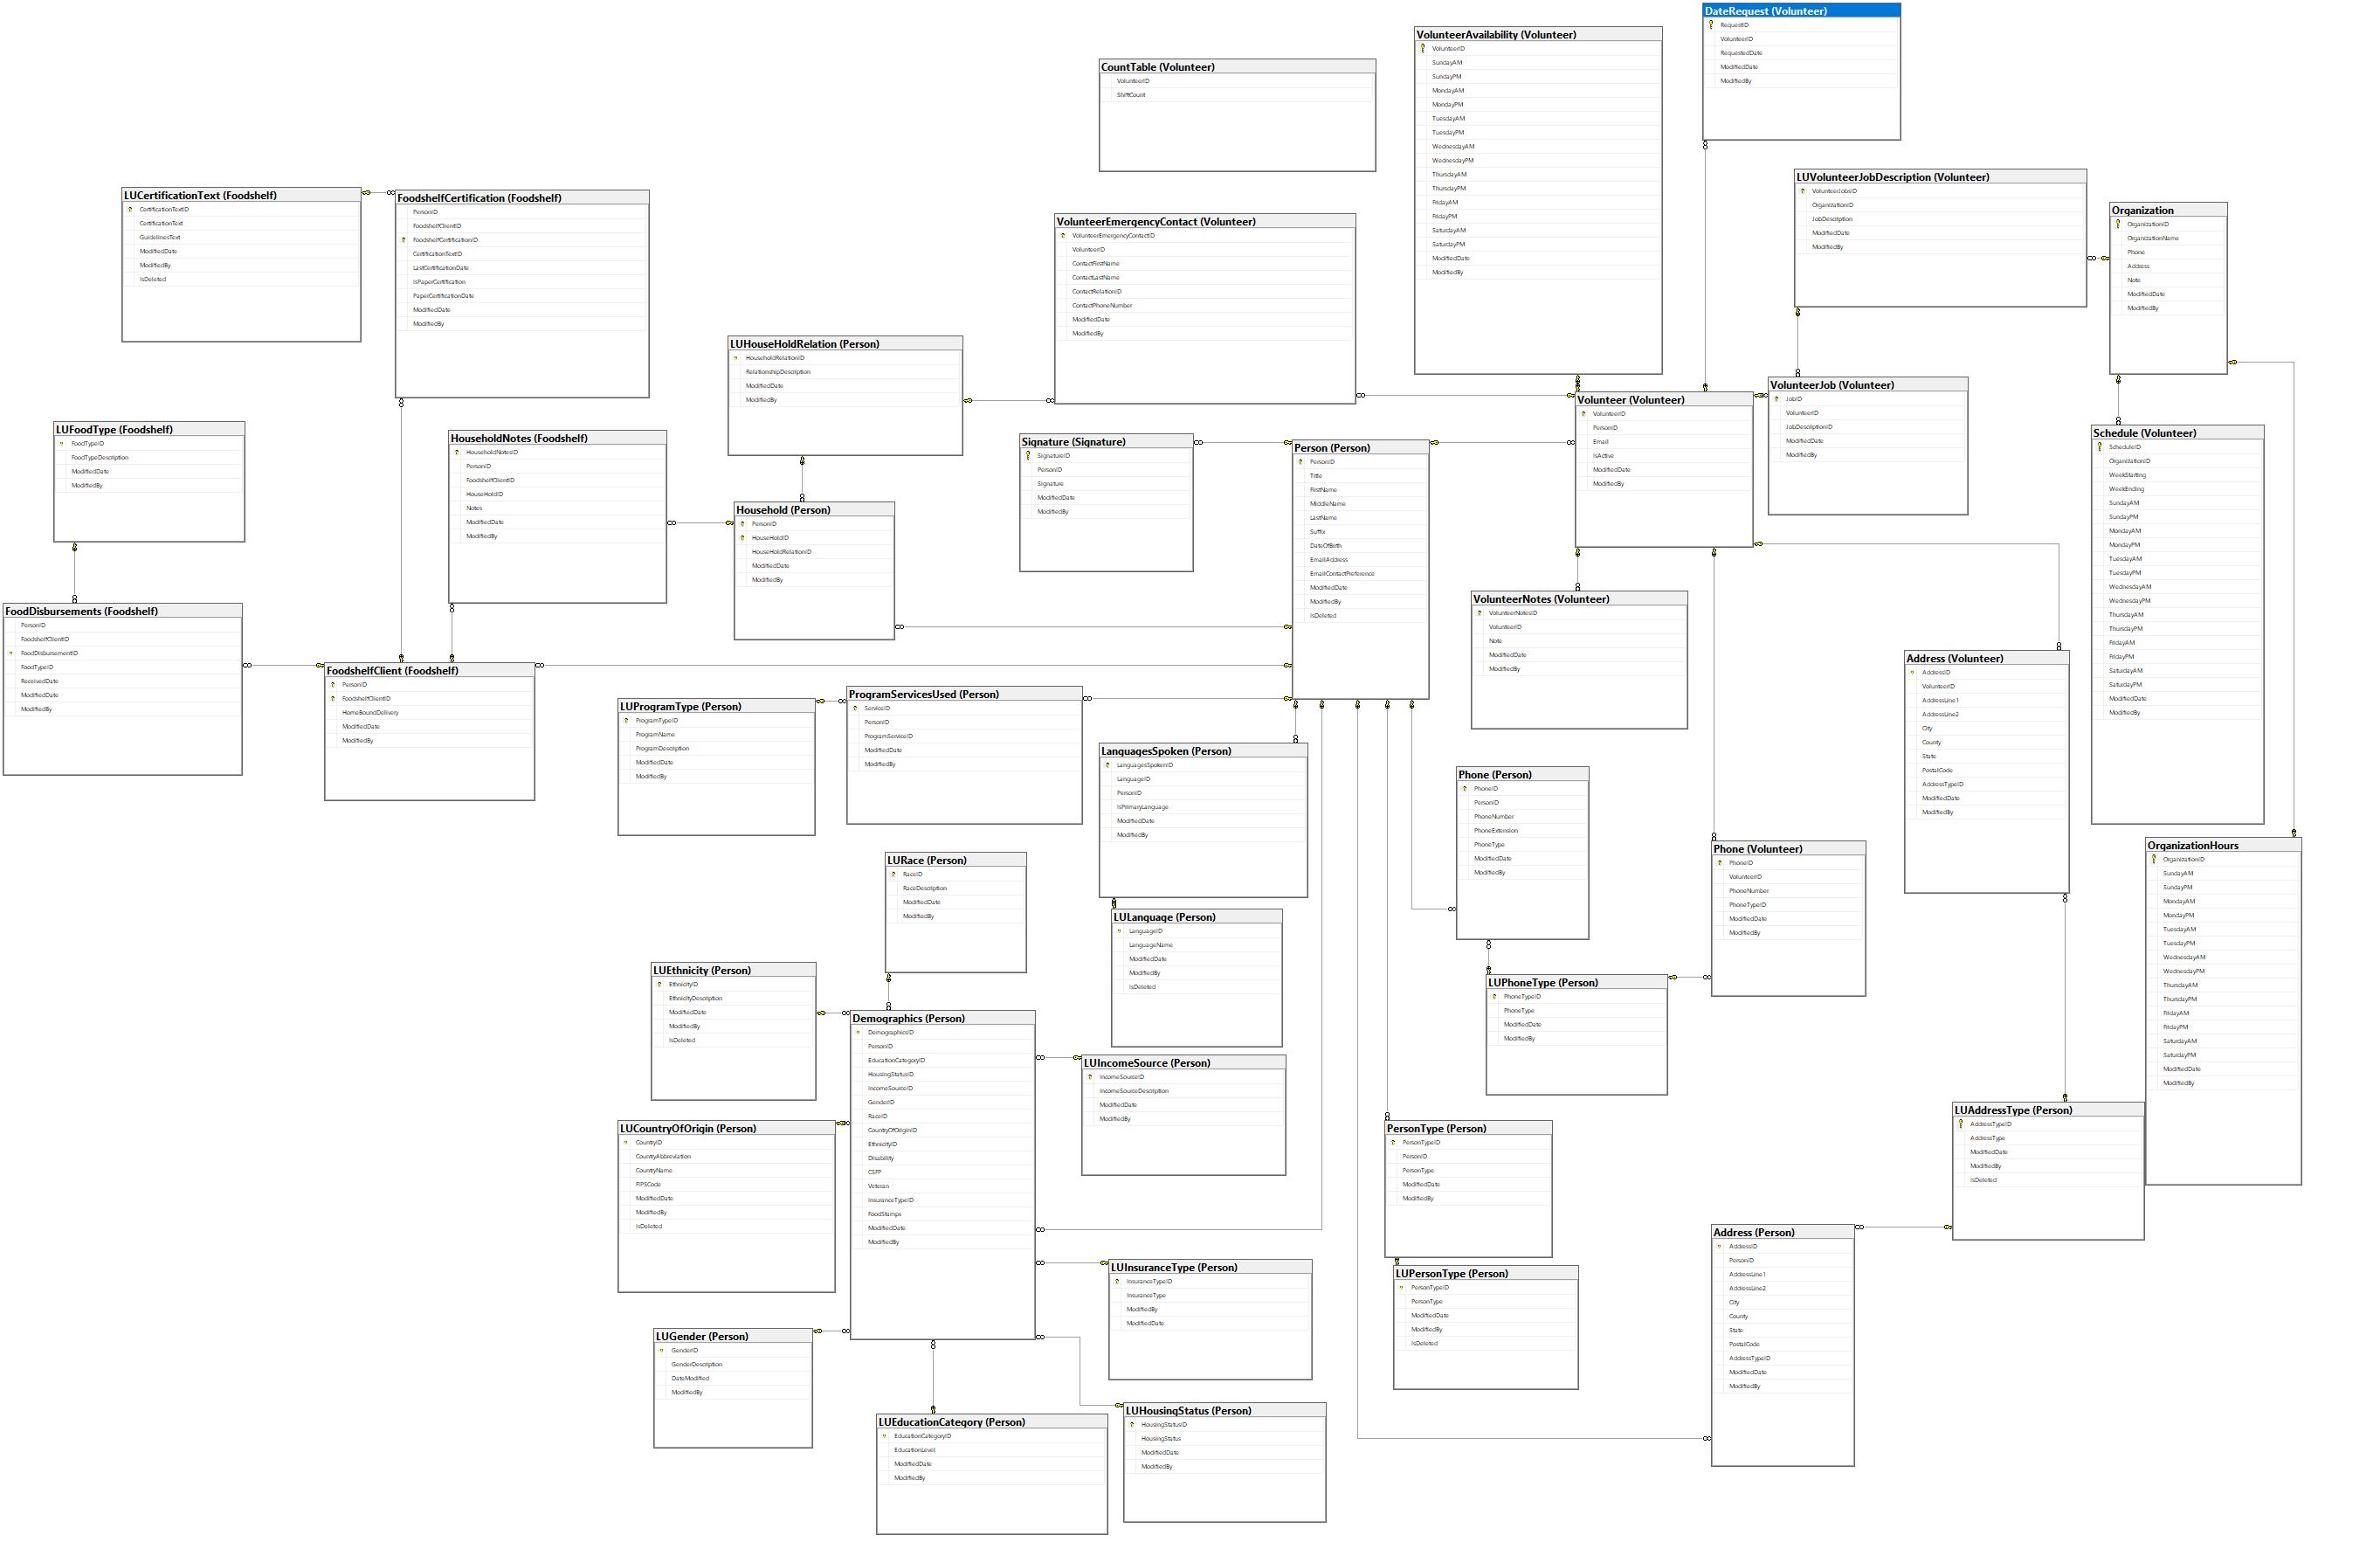 DateRequest (Volunteer)
RequestID
VolunteerID
RequestedDate
ModifiedDate
ModifiedBy
VolunteerAvailability (Volunteer)
VolunteerID
SundayAM
SundayPM
MondayAM
MondayPM
TuesdayAM
TuesdayPM
WednesdayAM
WednesdayPM
ThursdayAM
ThursdayPM
FridayAM
FridayPM
SaturdayAM
SaturdayPM
ModifiedDate
ModifiedBy
CountTable (Volunteer)
VolunteerID
ShiftCount
LUVolunteerJobDescription (Volunteer)
VolunteerJobsID
OrganizationID
JobDescription
ModifiedDate
ModifiedBy
LUCertificationText (Foodshelf)
CertificationTextID
CertificationText
GuidelinesText
ModifiedDate
ModifiedBy
IsDeleted
FoodshelfCertification (Foodshelf)
PersonID
FoodshelfClientID
FoodshelfCertificationID
CertificationTextID
LastCertificationDate
IsPaperCertification
PaperCertificationDate
ModifiedDate
ModifiedBy
Organization
OrganizationID
OrganizationName
Phone
Address
Note
ModifiedDate
ModifiedBy
VolunteerEmergencyContact (Volunteer)
VolunteerEmergencyContactID
VolunteerID
ContactFirstName
ContactLastName
ContactRelationID
ContactPhoneNumber
ModifiedDate
ModifiedBy
LUHouseHoldRelation (Person)
HouseholdRelationID
RelationshipDescription
ModifiedDate
ModifiedBy
VolunteerJob (Volunteer)
JobID
VolunteerID
JobDescriptionID
ModifiedDate
ModifiedBy
Volunteer (Volunteer)
VolunteerID
PersonID
Email
IsActive
ModifiedDate
ModifiedBy
LUFoodType (Foodshelf)
FoodTypeID
FoodTypeDescription
ModifiedDate
ModifiedBy
Schedule (Volunteer)
ScheduleID
OrganizationID
WeekStarting
WeekEnding
SundayAM
SundayPM
MondayAM
MondayPM
TuesdayAM
TuesdayPM
WednesdayAM
WednesdayPM
ThursdayAM
ThursdayPM
FridayAM
FridayPM
SaturdayAM
SaturdayPM
ModifiedDate
ModifiedBy
HouseholdNotes (Foodshelf)
HouseholdNotesID
PersonID
FoodshelfClientID
HouseHoldID
Notes
ModifiedDate
ModifiedBy
Signature (Signature)
SignatureID
PersonID
Signature
ModifiedDate
ModifiedBy
Person (Person)
PersonID
Title
FirstName
MiddleName
LastName
Suffix
DateOfBirth
EmailAddress
EmailContactPreference
ModifiedDate
ModifiedBy
IsDeleted
Household (Person)
PersonID
HouseHoldID
HouseHoldRelationID
ModifiedDate
ModifiedBy
VolunteerNotes (Volunteer)
VolunteerNotesID
VolunteerID
Note
ModifiedDate
ModifiedBy
FoodDisbursements (Foodshelf)
PersonID
FoodshelfClientID
FoodDisbursementID
FoodTypeID
ReceivedDate
ModifiedDate
ModifiedBy
Address (Volunteer)
AddressID
VolunteerID
AddressLine1
AddressLine2
City
County
State
PostalCode
AddressTypeID
ModifiedDate
ModifiedBy
FoodshelfClient (Foodshelf)
PersonID
FoodshelfClientID
HomeBoundDelivery
ModifiedDate
ModifiedBy
ProgramServicesUsed (Person)
ServiceID
PersonID
ProgramServiceID
ModifiedDate
ModifiedBy
LUProgramType (Person)
ProgramTypeID
ProgramName
ProgramDescription
ModifiedDate
ModifiedBy
LanguagesSpoken (Person)
LanguagesSpokenID
LanguageID
PersonID
IsPrimaryLanguage
ModifiedDate
ModifiedBy
Phone (Person)
PhoneID
PersonID
PhoneNumber
PhoneExtension
PhoneType
ModifiedDate
ModifiedBy
Phone (Volunteer)
PhoneID
VolunteerID
PhoneNumber
PhoneTypeID
ModifiedDate
ModifiedBy
OrganizationHours
OrganizationID
SundayAM
SundayPM
MondayAM
MondayPM
TuesdayAM
TuesdayPM
WednesdayAM
WednesdayPM
ThursdayAM
ThursdayPM
FridayAM
FridayPM
SaturdayAM
SaturdayPM
ModifiedDate
ModifiedBy
LURace (Person)
RaceID
RaceDescription
ModifiedDate
ModifiedBy
LULanguage (Person)
LanguageID
LanguageName
ModifiedDate
ModifiedBy
IsDeleted
LUEthnicity (Person)
EthnicityID
EthnicityDescription
ModifiedDate
ModifiedBy
IsDeleted
LUPhoneType (Person)
PhoneTypeID
PhoneType
ModifiedDate
ModifiedBy
Demographics (Person)
DemographicsID
PersonID
EducationCategoryID
HousingStatusID
IncomeSourceID
GenderID
RaceID
CountryOfOriginID
EthnicityID
Disability
CSFP
Veteran
InsuranceTypeID
FoodStamps
ModifiedDate
ModifiedBy
LUIncomeSource (Person)
IncomeSourceID
IncomeSourceDescription
ModifiedDate
ModifiedBy
LUAddressType (Person)
AddressTypeID
AddressType
ModifiedDate
ModifiedBy
IsDeleted
LUCountryOfOrigin (Person)
CountryID
CountryAbbreviation
CountryName
FIPSCode
ModifiedDate
ModifiedBy
IsDeleted
PersonType (Person)
PersonTypeID
PersonID
PersonType
ModifiedDate
ModifiedBy
Address (Person)
AddressID
PersonID
AddressLine1
AddressLine2
City
County
State
PostalCode
AddressTypeID
ModifiedDate
ModifiedBy
LUInsuranceType (Person)
InsuranceTypeID
InsuranceType
ModifiedBy
ModifiedDate
LUPersonType (Person)
PersonTypeID
PersonType
ModifiedDate
ModifiedBy
IsDeleted
LUGender (Person)
GenderID
GenderDescription
DateModified
ModifiedBy
LUHousingStatus (Person)
HousingStatusID
HousingStatus
ModifiedDate
ModifiedBy
LUEducationCategory (Person)
EducationCategoryID
EducationLevel
ModifiedDate
ModifiedBy